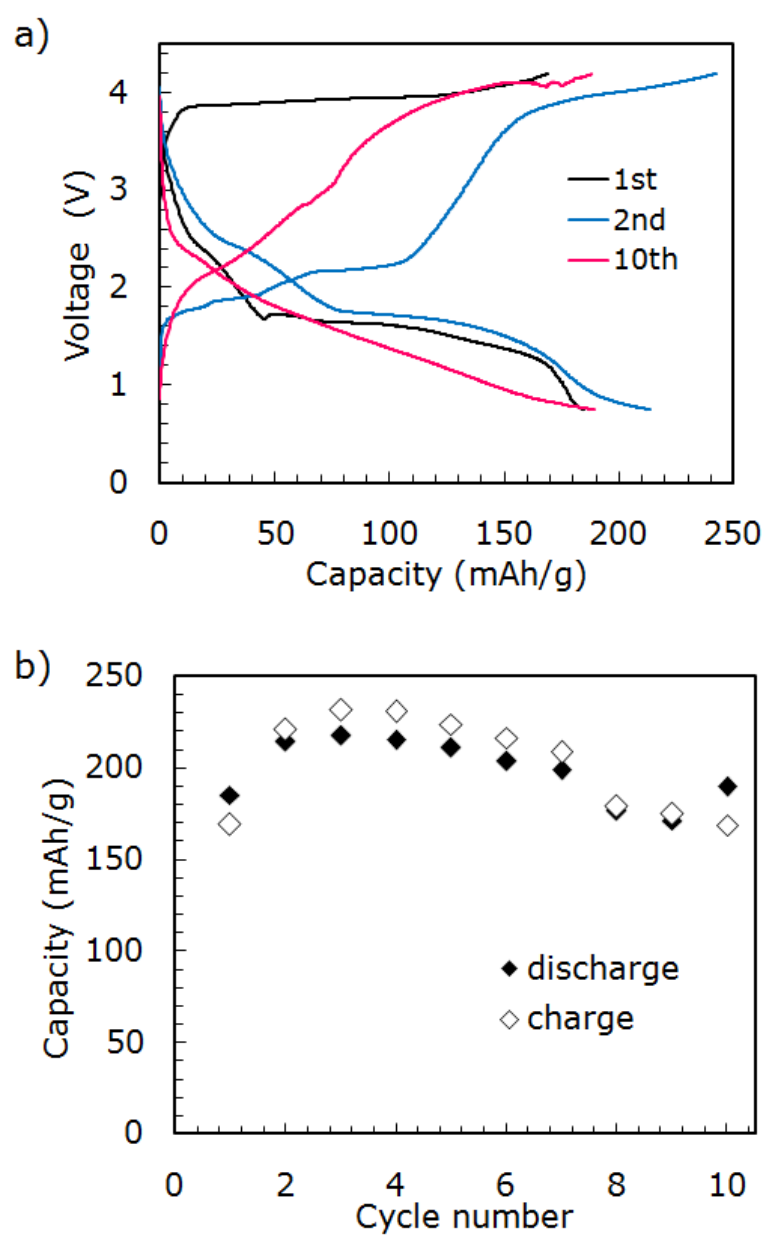 a)
4
3
2
1
0
Voltage (V)
1st
2nd
10th
0 50 100 150 200 250
Capacity (mAh/g)
b)
250
200
150
100
50
0
Capacity (mAh/g)
discharge
charge
0 2 4 6 8 10
Cycle number